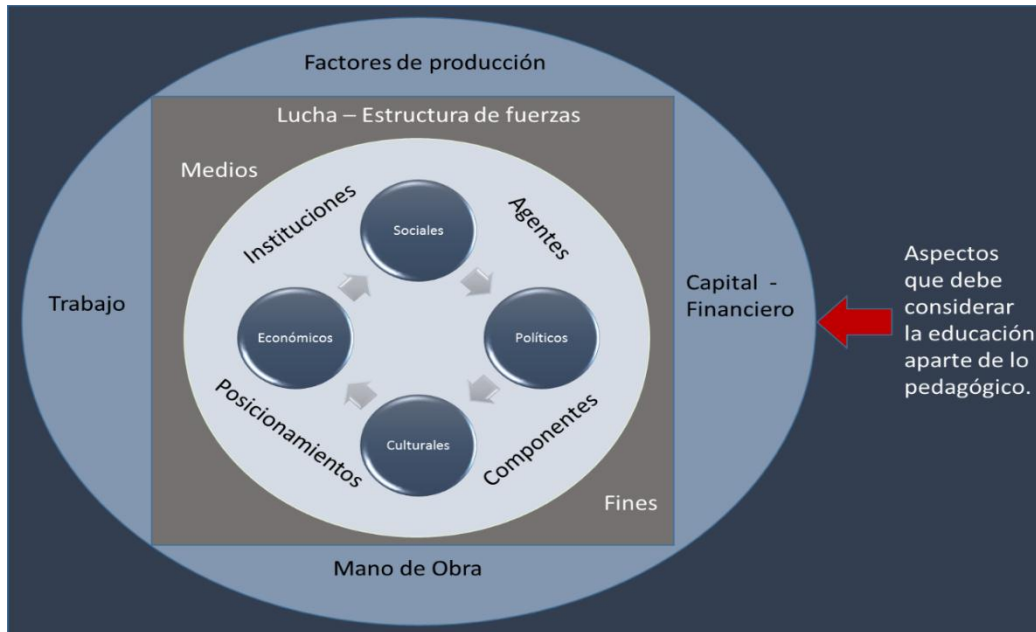 Factores de producción
Lucha – Estructura de fuerzas
Medios
Instituciones
Agentes
Sociales
Trabajo
Económicos
Políticos
Capital -
Financiero
Aspectos
que debe
considerar
la educación
aparte de lo
pedagógico.
Posicionamientos
Culturales
Componentes
Fines
Mano de Obra